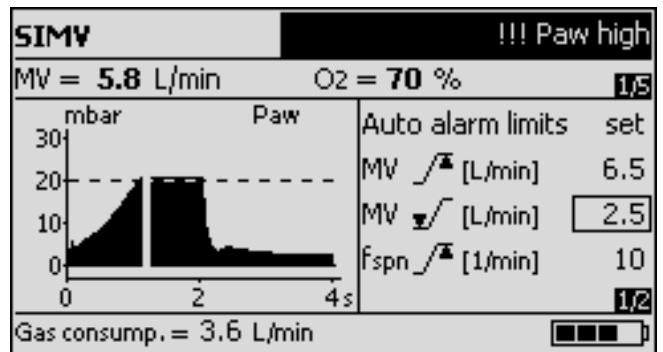 SIMV !!! Paw high
MV = 5.8 L/min O2 = 70 % 1/5
mbar Paw
30
20
10
0
0 2 4 s
Auto alarm limits set
MV [L/min] 6.5
MV [L/min] 2.5
fspn [1/min] 10
1/2
Gas consump. = 3.6 L/min